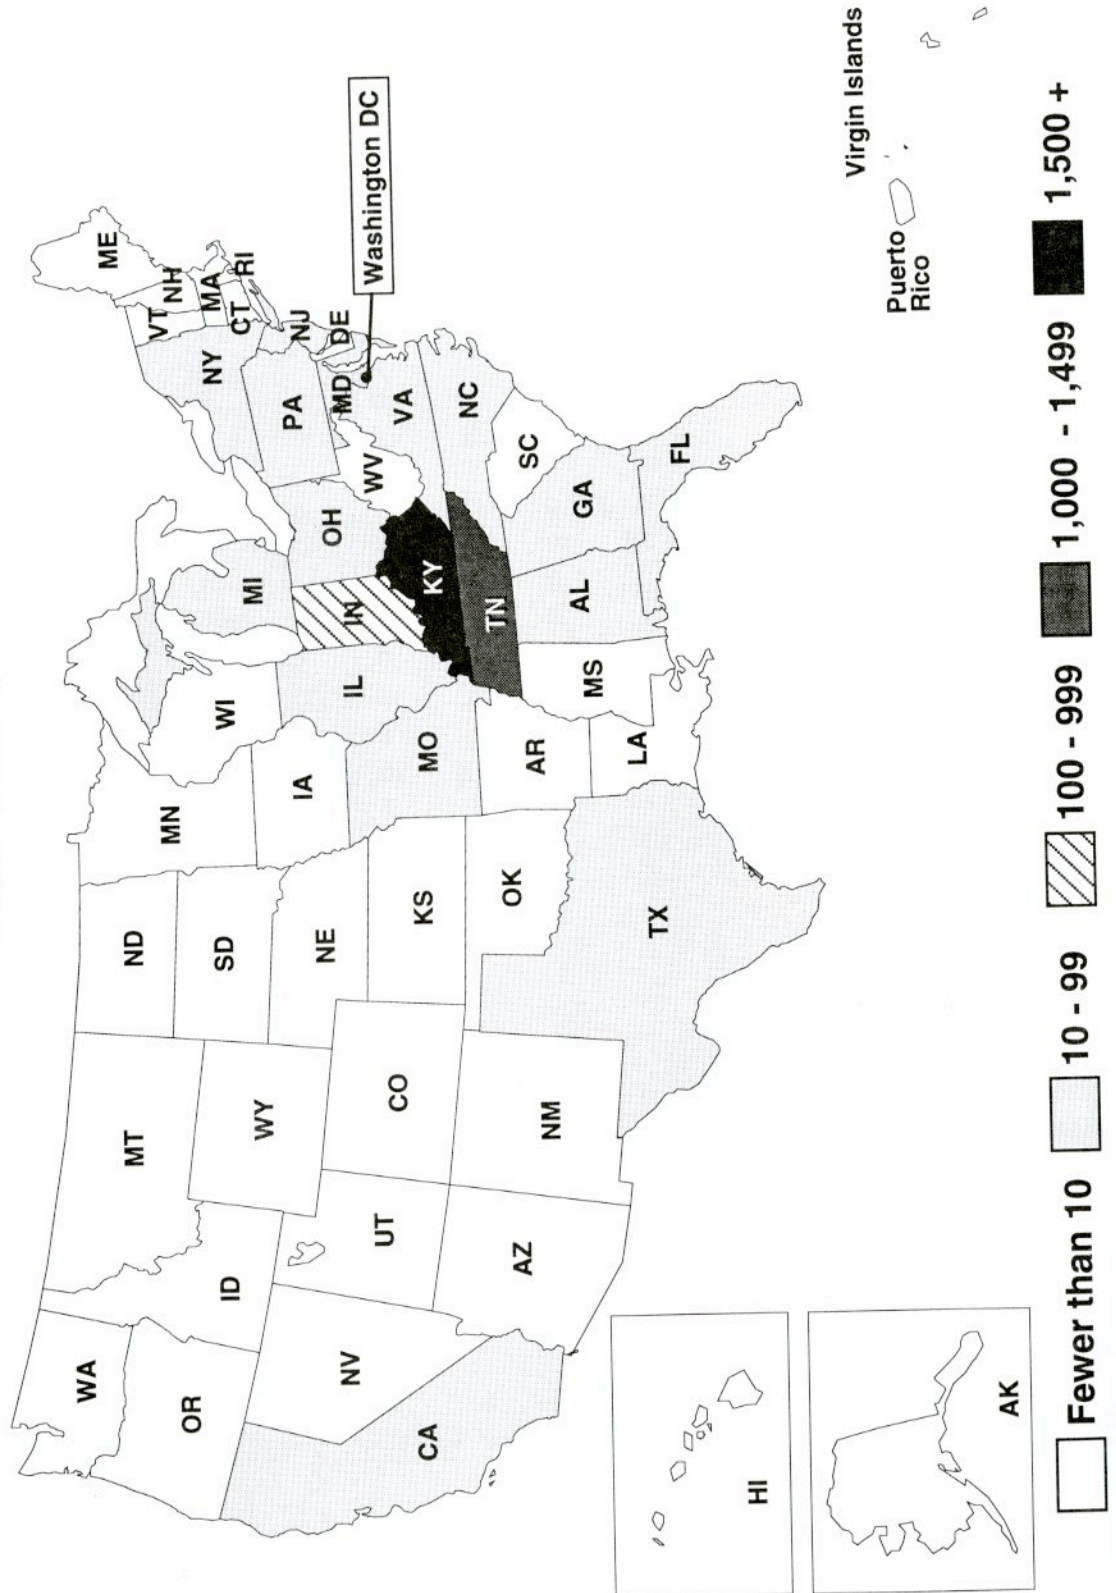 WA
OR
CA
NV
ID
MT
WY
UT
AZ
CO
NM
ND
SD
NE
KS
OK
TX
MN
IA
MO
AR
LA
WI
IL
MI
IN
OH
KY
TN
MS
AL
GA
FL
SC
NC
VA
WV
MD
DE
PA
NJ
NY
CT
RI
MA
VT
NH
ME
Washington DC
HI
AK
Puerto
Rico
Virgin Islands
Fewer than 10
10 - 99
100 - 999
1,000 - 1,499
1,500 +